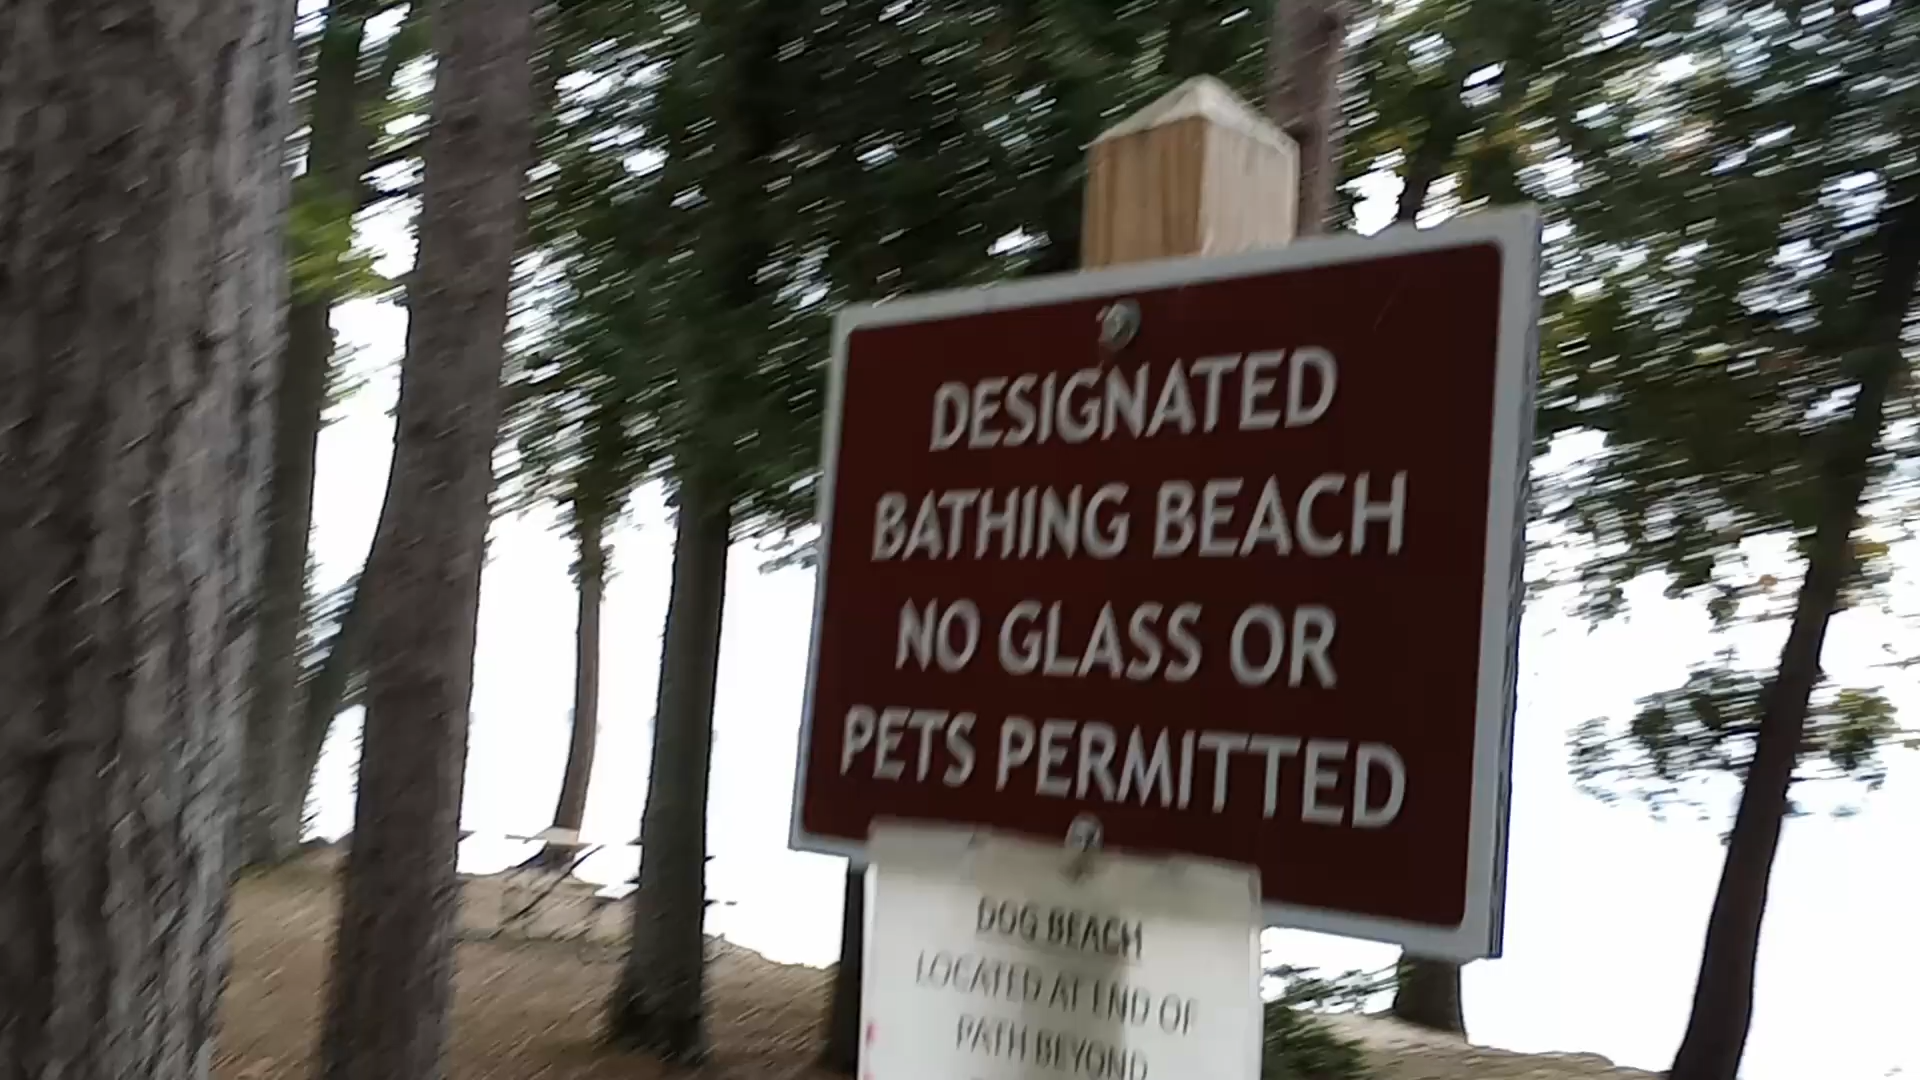 DESIGNATED
BATHING BEACH
NO GLASS OR
PETS PERMITTED
DOG BEACH
LOCATED AT END OF
PATH BEYOND